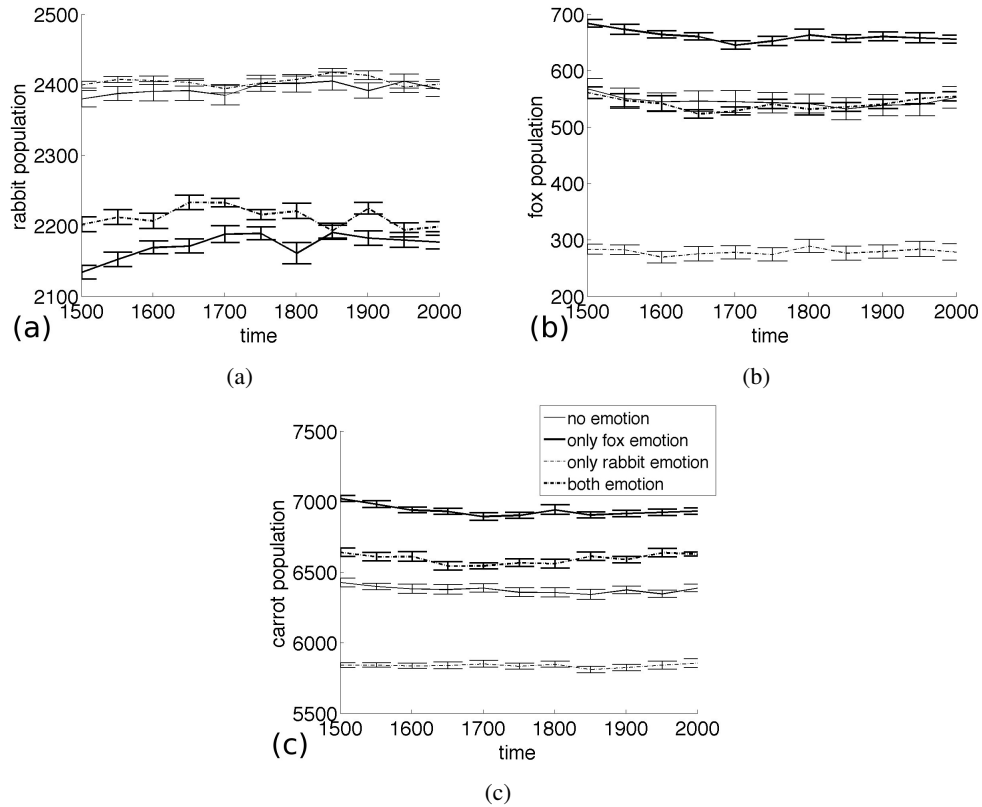 2500
2400
2300
2200
2100
rabbit population
1500 1600 1700 1800 1900 2000
time
(a)
(a)
700
600
500
400
300
200
fox population
1500 1600 1700 1800 1900 2000
time
(b)
(b)
no emotion
only fox emotion
only rabbit emotion
both emotion
7500
7000
6500
6000
5500
carrot population
1500 1600 1700 1800 1900 2000
time
(c)
(c)